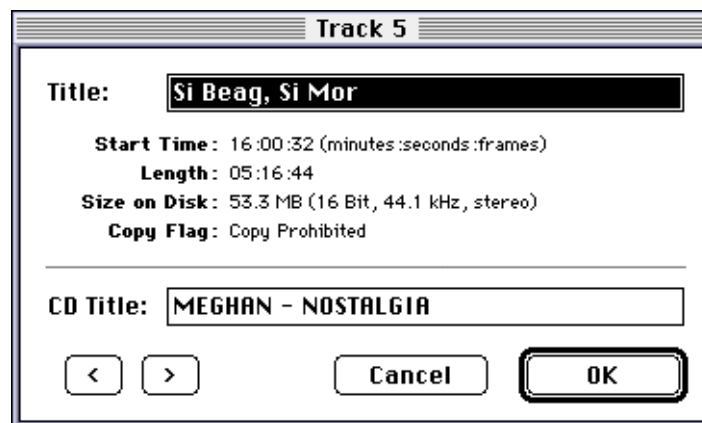 Track 5
Title: Si Beag, Si Mor
Start Time: 16:00:32 (minutes:seconds:frames)
Length: 05:16:44
Size on Disk: 53.3 MB (16 Bit, 44.1 kHz, stereo)
Copy Flag: Copy Prohibited
CD Title: MEGHAN - NOSTALGIA
< > Cancel OK